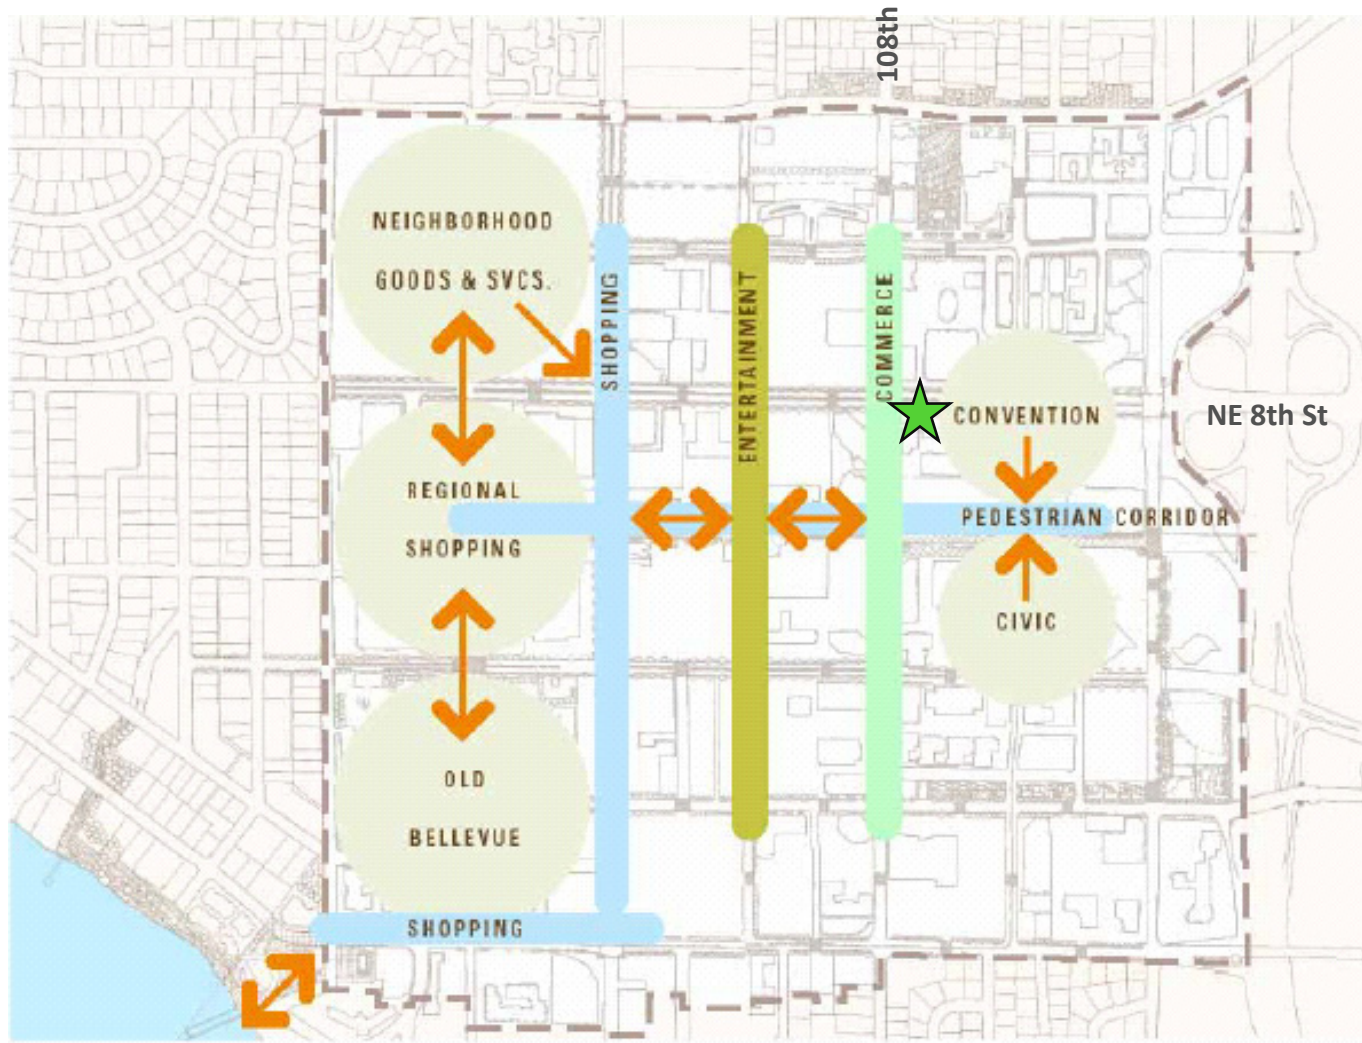 108th
NEIGHBORHOOD
GOODS & SVCS.
SHOPPING
ENTERTAINMENT
COMMERCE
CONVENTION
NE 8th St
REGIONAL
SHOPPING
PEDESTRIAN CORRIDOR
CIVIC
OLD
BELLEVUE
SHOPPING